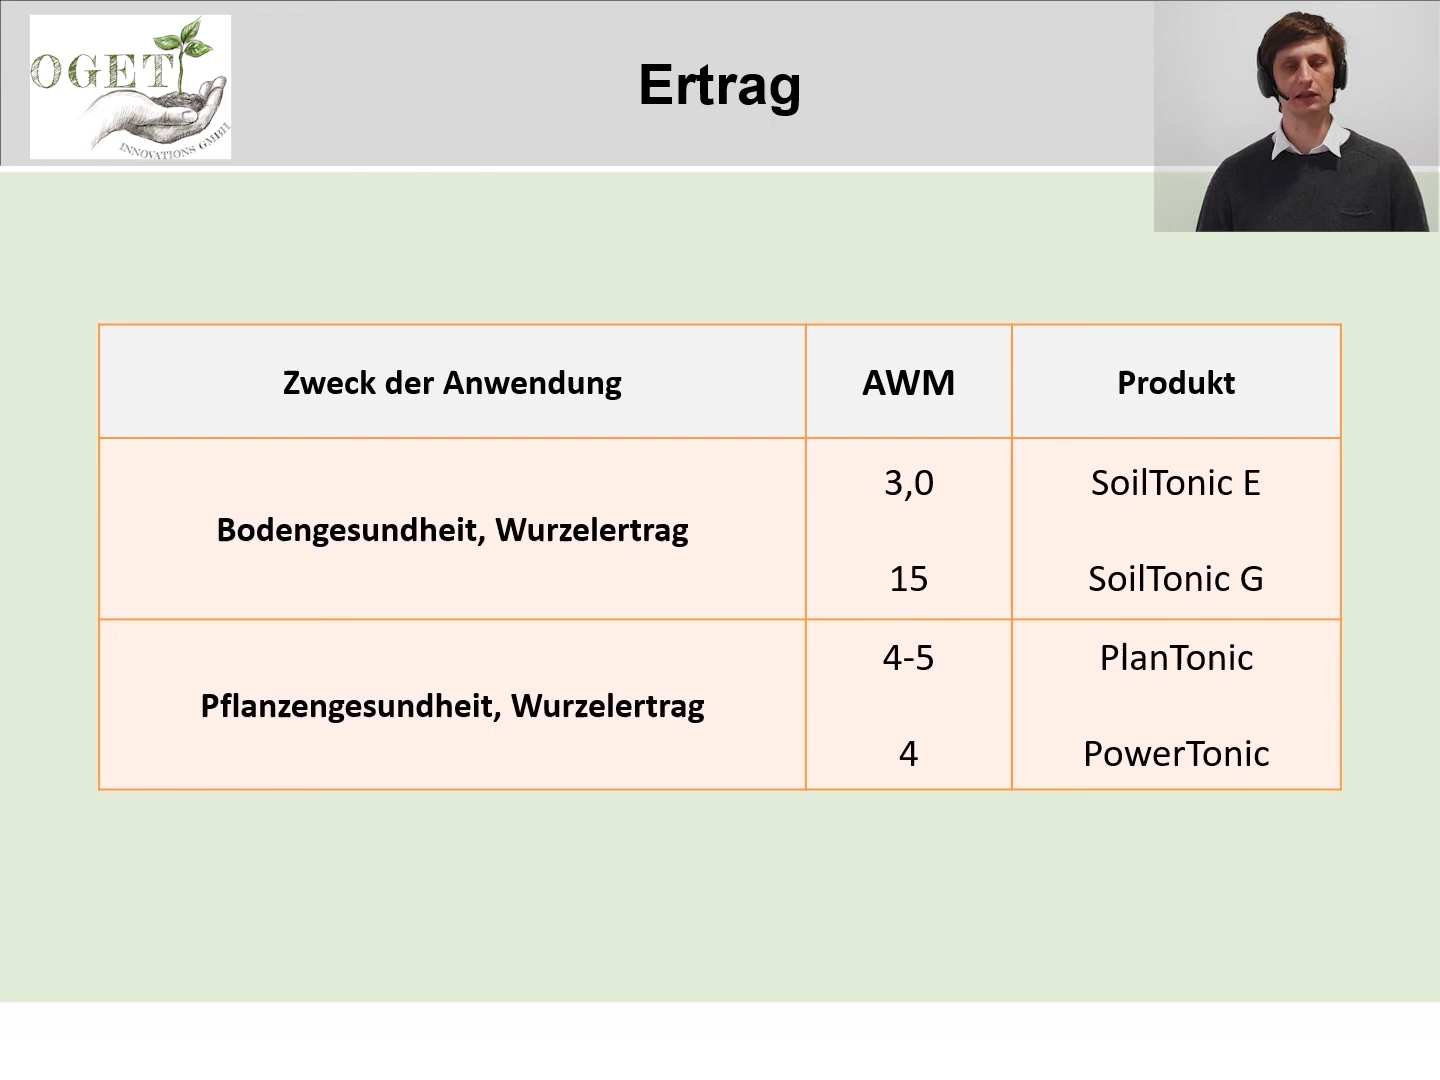 OGET
INNOVATIONS GMBH
Ertrag
Zweck der Anwendung AWM Produkt
Bodengesundheit, Wurzelertrag
3,0 SoilTonic E
15 SoilTonic G
Pflanzengesundheit, Wurzelertrag
4-5 PlanTonic
4 PowerTonic